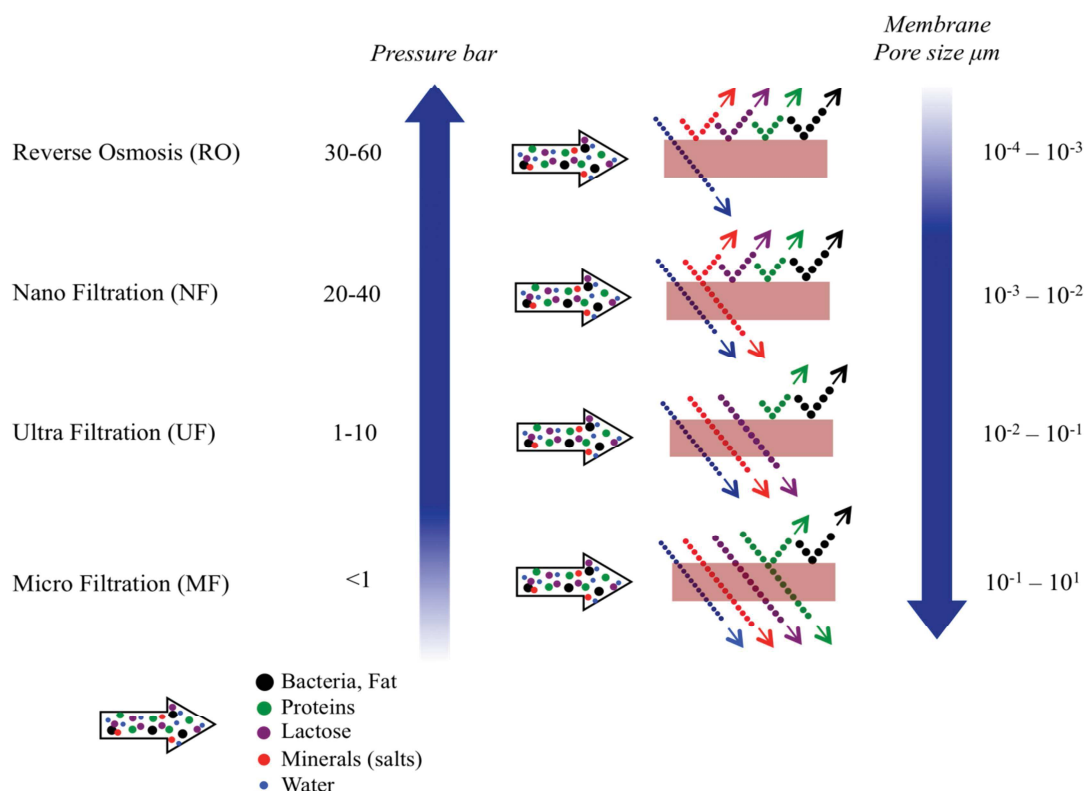 Membrane
Pressure bar
Pore size μm
Reverse Osmosis (RO) 30-60 10⁻⁴ – 10⁻³
Nano Filtration (NF) 20-40 10⁻³ – 10⁻²
Ultra Filtration (UF) 1-10 10⁻² – 10⁻¹
Micro Filtration (MF) <1 10⁻¹ – 10¹
Bacteria, Fat
Proteins
Lactose
Minerals (salts)
Water